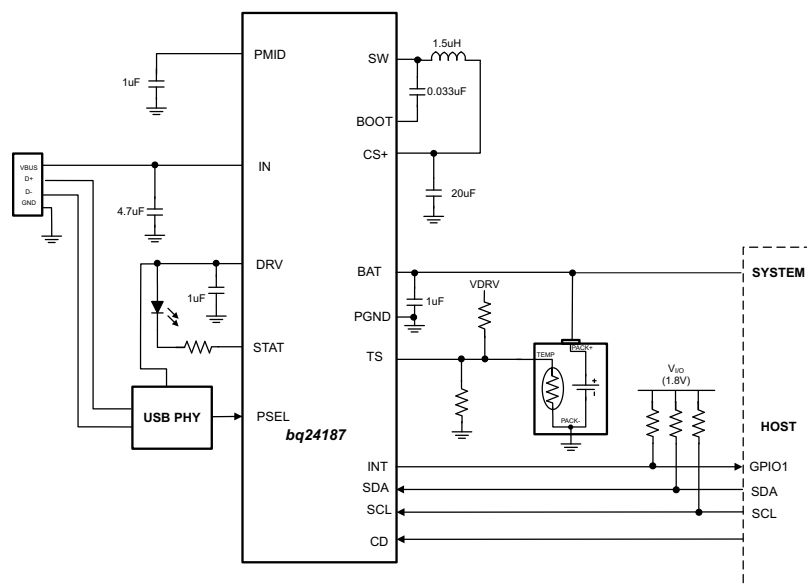 PMID
1uF
SW
1.5uH
0.033uF
BOOT
CS+
20uF
VBUS
D+
D-
GND
IN
4.7uF
DRV
1uF
STAT
USB PHY
PSEL
bq24187
BAT
1uF
PGND
VDRV
TS
TEMP
PACK+
+
-
PACK-
SYSTEM
VI/O
(1.8V)
HOST
INT
GPIO1
SDA
SDA
SCL
SCL
CD